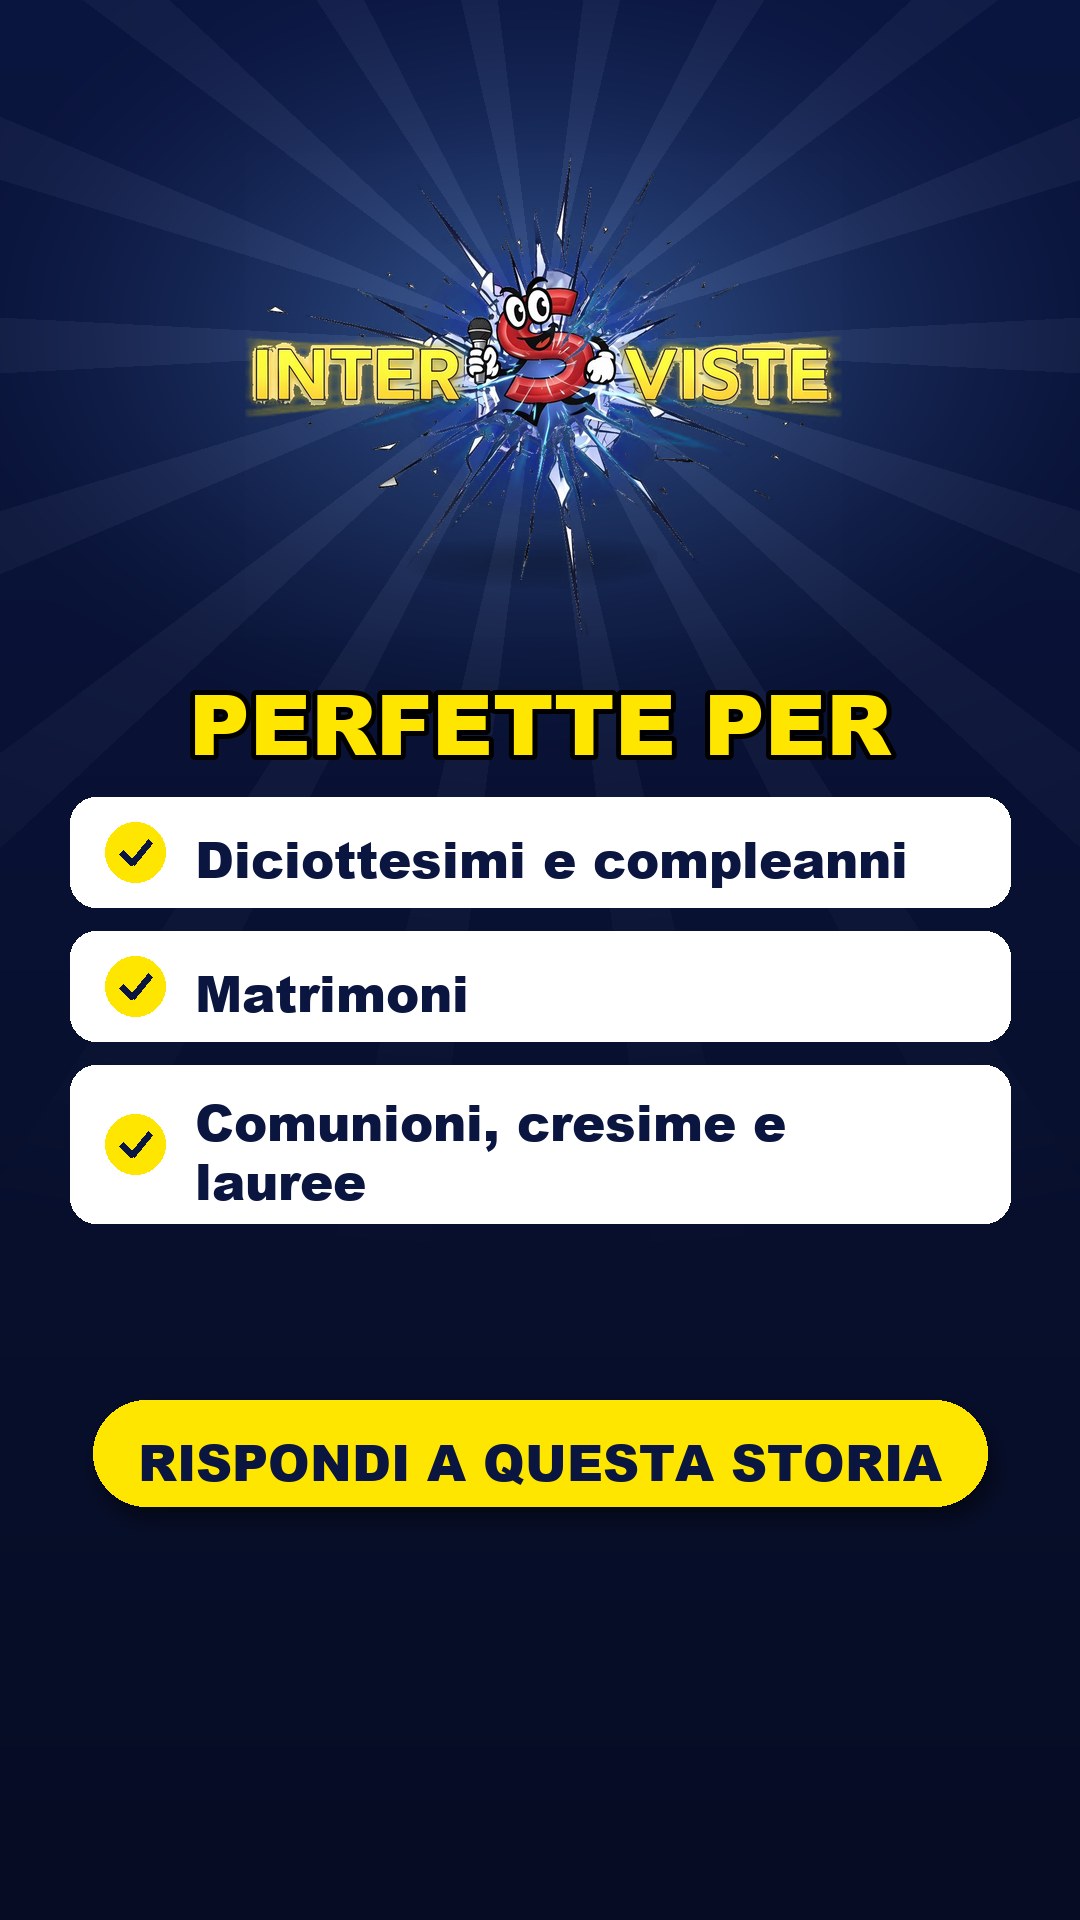 INTER S VISTE
PERFETTE PER
Diciottesimi e compleanni
Matrimoni
Comunioni, cresime e
lauree
RISPONDI A QUESTA STORIA